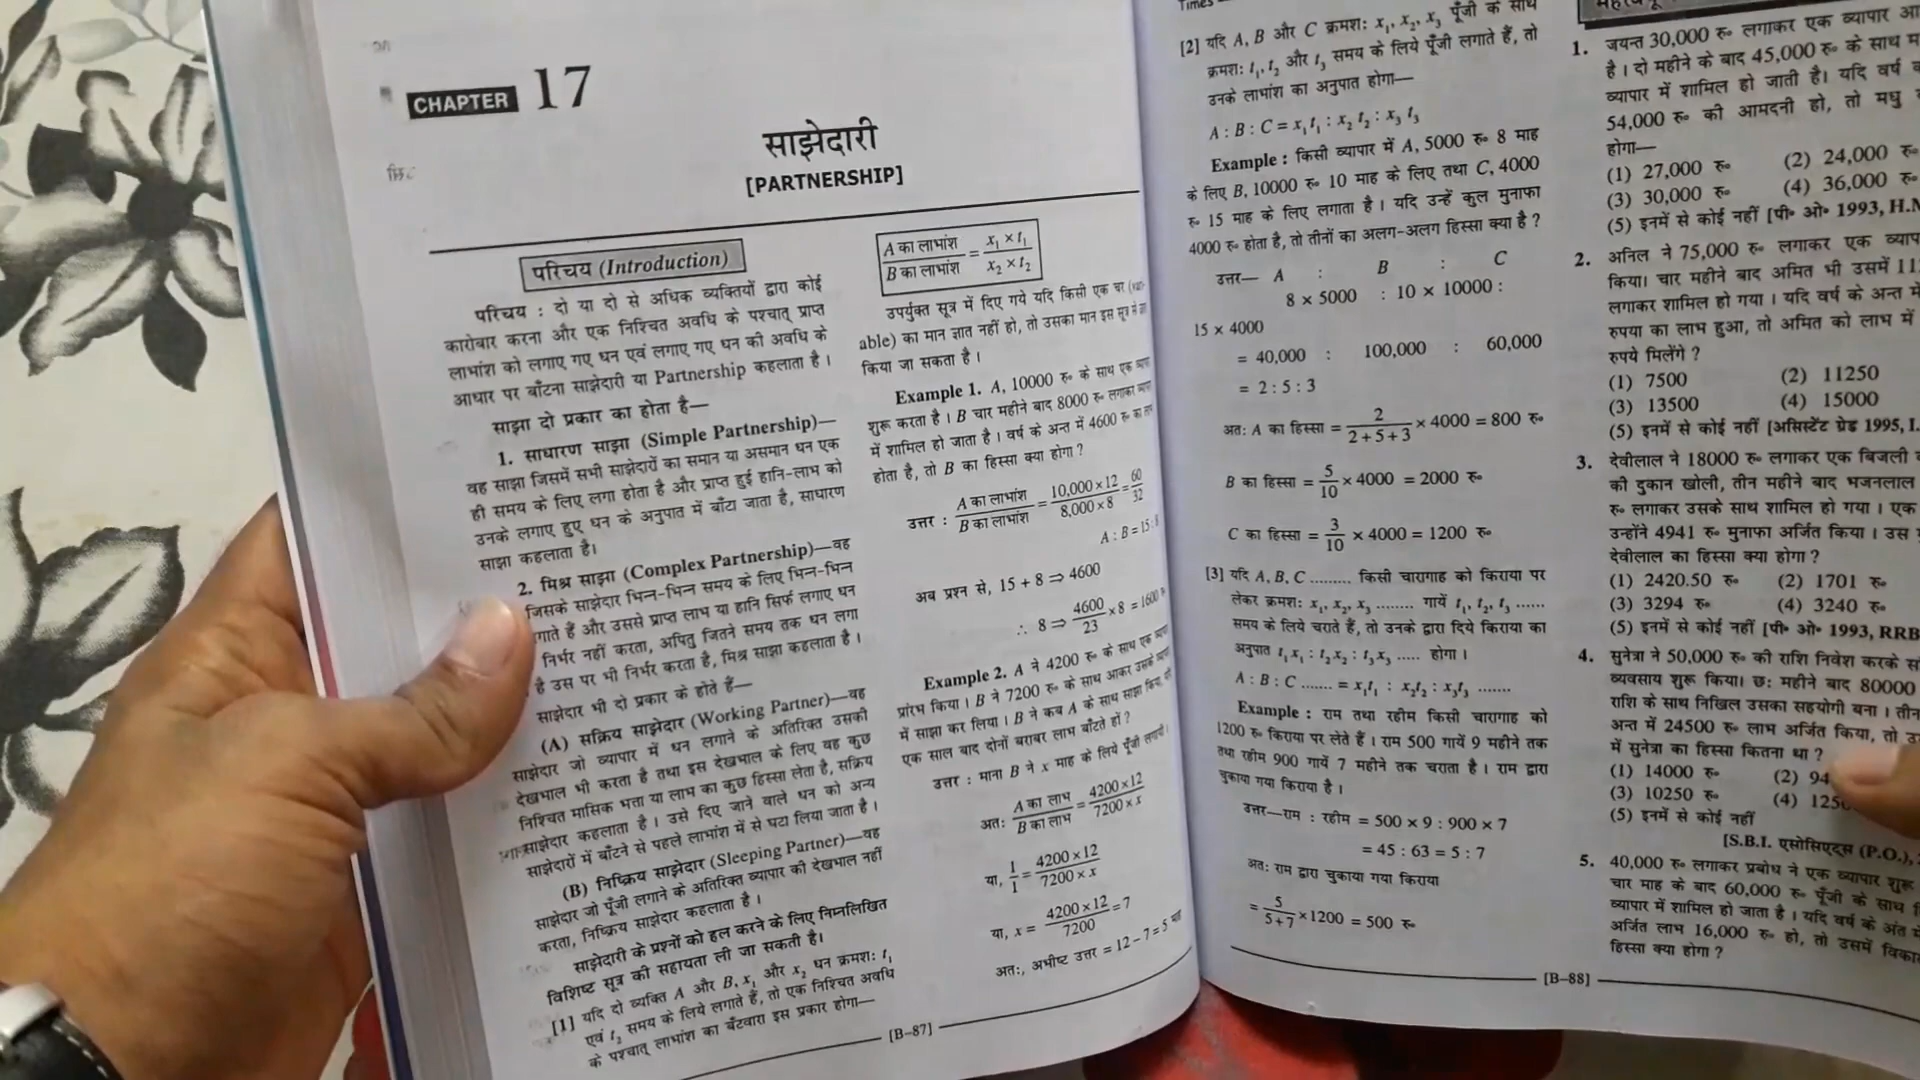 CHAPTER 17
साझेदारी
[PARTNERSHIP]
परिचय (Introduction)
परिचय : दो या दो से अधिक व्यक्तियों द्वारा कोई
कारोबार करना और एक निश्चित अवधि के पश्चात् प्राप्त
लाभांश को लगाए गए धन एवं लगाए गए धन की अवधि के
आधार पर बाँटना साझेदारी या Partnership कहलाता है।
साझा दो प्रकार का होता है—
1. साधारण साझा (Simple Partnership)—
वह साझा जिसमें सभी साझेदारों का समान या असमान धन एक
ही समय के लिए लगा होता है और प्राप्त हुई हानि-लाभ को
उनके लगाए हुए धन के अनुपात में बाँटा जाता है, साधारण
साझा कहलाता है।
2. मिश्र साझा (Complex Partnership)—वह
जिसके साझेदार भिन्न-भिन्न समय के लिए भिन्न-भिन्न
गाते हैं और उससे प्राप्त लाभ या हानि सिर्फ लगाए धन
निर्भर नहीं करता, अपितु जितने समय तक धन लगा
है उस पर भी निर्भर करता है, मिश्र साझा कहलाता है।
साझेदार भी दो प्रकार के होते हैं—
(A) सक्रिय साझेदार (Working Partner)—वह
साझेदार जो व्यापार में धन लगाने के अतिरिक्त उसकी
देखभाल भी करता है तथा इस देखभाल के लिए वह कुछ
निश्चित मासिक भत्ता या लाभ का कुछ हिस्सा लेता है, सक्रिय
साझेदार कहलाता है। उसे दिए जाने वाले धन को अन्य
साझेदारों में बाँटने से पहले लाभांश में से घटा लिया जाता है।
(B) निष्क्रिय साझेदार (Sleeping Partner)—वह
साझेदार जो पूँजी लगाने के अतिरिक्त व्यापार की देखभाल नहीं
करता, निष्क्रिय साझेदार कहलाता है।
साझेदारी के प्रश्नों को हल करने के लिए निम्नलिखित
विशिष्ट सूत्र की सहायता ली जा सकती है।
[1] यदि दो व्यक्ति A और B, x₁ और x₂ धन क्रमशः t₁
एवं t₂ समय के लिये लगाते हैं, तो एक निश्चित अवधि
के पश्चात् लाभांश का बँटवारा इस प्रकार होगा—
A का लाभांश / B का लाभांश = x₁ × t₁ / x₂ × t₂
उपर्युक्त सूत्र में दिए गये यदि किसी एक चर
able) का मान ज्ञात नहीं हो, तो उसका मान इस सूत्र से
किया जा सकता है।
Example 1. A, 10000 रु० के साथ एक
शुरू करता है। B चार महीने बाद 8000 रु० लगाकर
में शामिल हो जाता है। वर्ष के अन्त में 4600 रु० का
होता है, तो B का हिस्सा क्या होगा ?
उत्तर : A का लाभांश / B का लाभांश = 10,000 × 12 / 8,000 × 8 = 60 / 32
A : B = 15 : 8
अब प्रश्न से, 15 + 8 ⇒ 4600
∴ 8 ⇒ 4600 / 23 × 8 = 1600
Example 2. A ने 4200 रु० के साथ एक
प्रारंभ किया। B ने 7200 रु० के साथ आकर उसके
में साझा कर लिया। B ने कब A के साथ साझा किया,
एक साल बाद दोनों बराबर लाभ बाँटते हों ?
उत्तर : माना B ने x माह के लिये पूँजी लगायी।
अतः A का लाभ / B का लाभ = 4200 × 12 / 7200 × x
या, 1 / 1 = 4200 × 12 / 7200 × x
या, x = 4200 × 12 / 7200 = 7
अतः, अभीष्ट उत्तर = 12 – 7 = 5 माह
[B–87]
Times
[2] यदि A, B और C क्रमशः x₁, x₂, x₃ पूँजी के साथ
क्रमशः t₁, t₂ और t₃ समय के लिये पूँजी लगाते हैं, तो
उनके लाभांश का अनुपात होगा—
A : B : C = x₁ t₁ : x₂ t₂ : x₃ t₃
Example : किसी व्यापार में A, 5000 रु० 8 माह
के लिए B, 10000 रु० 10 माह के लिए तथा C, 4000
रु० 15 माह के लिए लगाता है। यदि उन्हें कुल मुनाफा
4000 रु० होता है, तो तीनों का अलग-अलग हिस्सा क्या है ?
उत्तर— A : B : C
8 × 5000 : 10 × 10000 :
15 × 4000
= 40,000 : 100,000 : 60,000
= 2 : 5 : 3
अतः A का हिस्सा = 2 / 2 + 5 + 3 × 4000 = 800 रु०
B का हिस्सा = 5 / 10 × 4000 = 2000 रु०
C का हिस्सा = 3 / 10 × 4000 = 1200 रु०
[3] यदि A, B, C ......... किसी चारागाह को किराया पर
लेकर क्रमशः x₁, x₂, x₃ ........ गायें t₁, t₂, t₃ ......
समय के लिये चराते हैं, तो उनके द्वारा दिये किराया का
अनुपात t₁ x₁ : t₂x₂ : t₃x₃ ..... होगा।
A : B : C ....... = x₁t₁ : x₂t₂ : x₃t₃ .......
Example : राम तथा रहीम किसी चारागाह को
1200 रु० किराया पर लेते हैं। राम 500 गायें 9 महीने तक
तथा रहीम 900 गायें 7 महीने तक चराता है। राम द्वारा
चुकाया गया किराया है।
उत्तर—राम : रहीम = 500 × 9 : 900 × 7
= 45 : 63 = 5 : 7
अतः राम द्वारा चुकाया गया किराया
= 5 / 5+7 × 1200 = 500 रु०
[B–88]
1. जयन्त 30,000 रु० लगाकर एक व्यापार
है। दो महीने के बाद 45,000 रु० के साथ
व्यापार में शामिल हो जाती है। यदि वर्ष
54,000 रु० की आमदनी हो, तो मधु
होगा—
(1) 27,000 रु० (2) 24,000 रु०
(3) 30,000 रु० (4) 36,000 रु०
(5) इनमें से कोई नहीं [पी० ओ० 1993,
2. अनिल ने 75,000 रु० लगाकर एक
किया। चार महीने बाद अमित भी उसमें
लगाकर शामिल हो गया। यदि वर्ष के अन्त में
रुपया का लाभ हुआ, तो अमित को लाभ में
रुपये मिलेंगे ?
(1) 7500 (2) 11250
(3) 13500 (4) 15000
(5) इनमें से कोई नहीं [असिस्टेंट ग्रेड 1995,
3. देवीलाल ने 18000 रु० लगाकर एक बिजली
की दुकान खोली, तीन महीने बाद भजनलाल
रु० लगाकर उसके साथ शामिल हो गया। एक
उन्होंने 4941 रु० मुनाफा अर्जित किया। उस
देवीलाल का हिस्सा क्या होगा ?
(1) 2420.50 रु० (2) 1701 रु०
(3) 3294 रु० (4) 3240 रु०
(5) इनमें से कोई नहीं [पी० ओ० 1993, RRB
4. सुनेत्रा ने 50,000 रु० की राशि निवेश करके
व्यवसाय शुरू किया। छः महीने बाद 80000
राशि के साथ निखिल उसका सहयोगी बना। तीन
अन्त में 24500 रु० लाभ अर्जित किया, तो
में सुनेत्रा का हिस्सा कितना था ?
(1) 14000 रु० (2)
(3) 10250 रु० (4)
(5) इनमें से कोई नहीं
[S.B.I. एसोसिएट्स (P.O.),
5. 40,000 रु० लगाकर प्रबोध ने एक व्यापार शुरू
चार माह के बाद 60,000 रु० पूँजी के साथ
व्यापार में शामिल हो जाता है। यदि वर्ष के अंत में
अर्जित लाभ 16,000 रु० हो, तो उसमें
हिस्सा क्या होगा ?